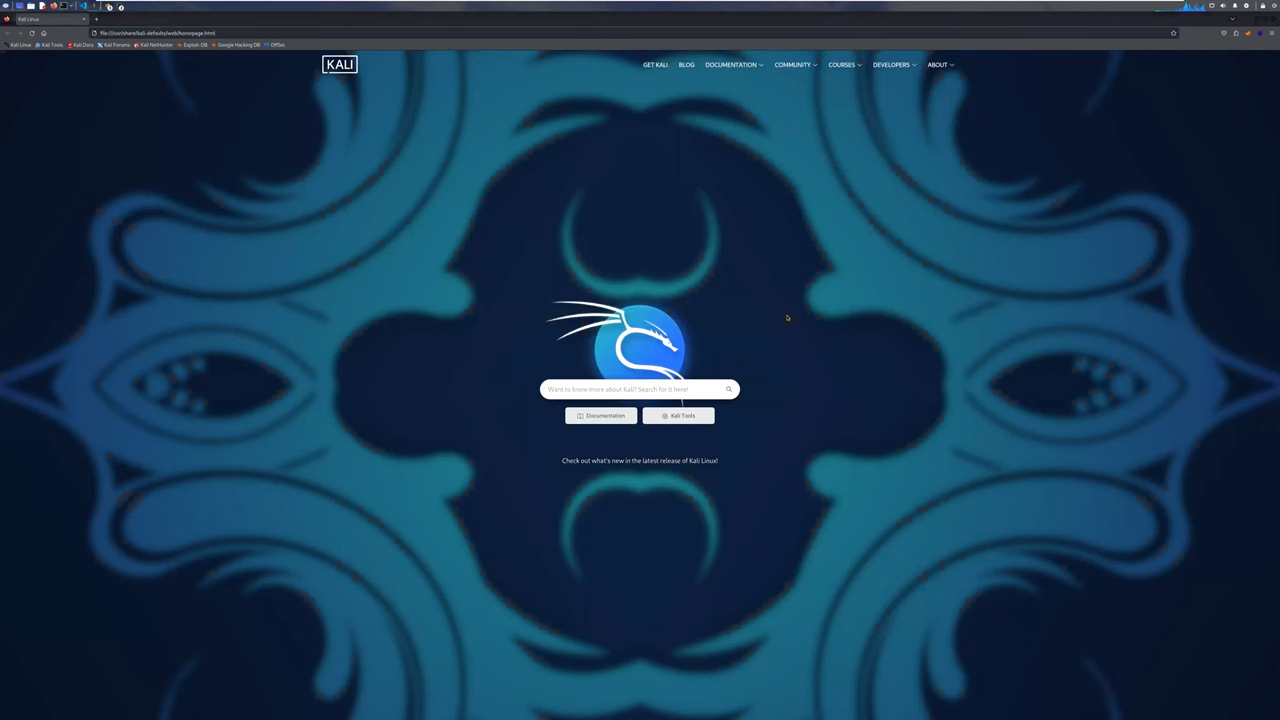 Kali Linux
file:///usr/share/kali-defaults/web/homepage.html
Kali Linux Kali Tools Kali Docs Kali Forums Kali NetHunter Exploit-DB Google Hacking DB OffSec
KALI
GET KALI BLOG DOCUMENTATION COMMUNITY COURSES DEVELOPERS ABOUT
Want to know more about Kali? Search for it here!
Documentation Kali Tools
Check out what's new in the latest release of Kali Linux!